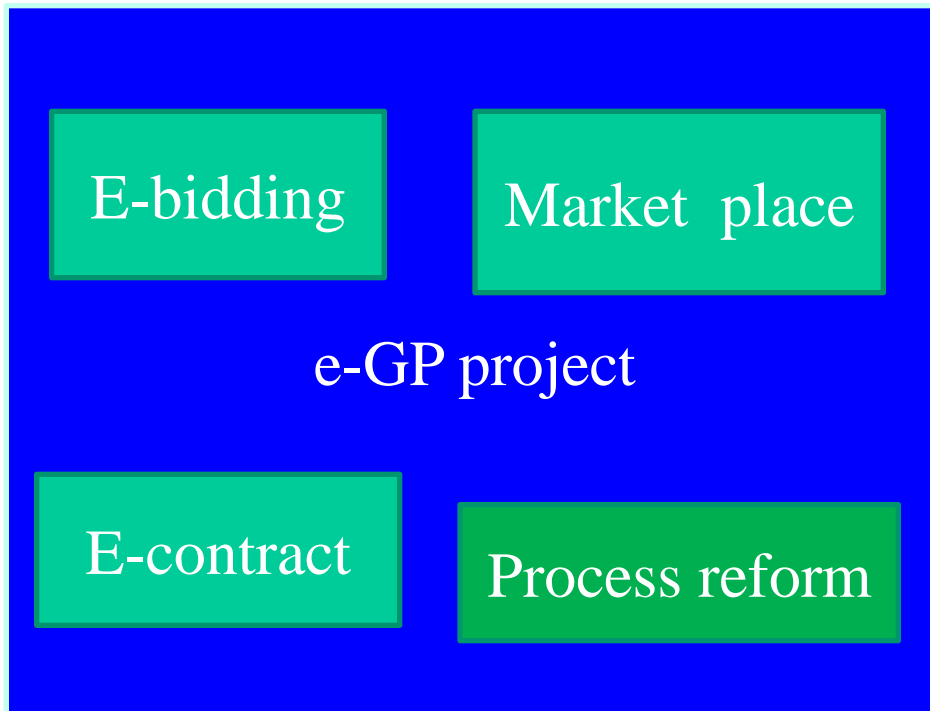 E-bidding
Market place
e-GP project
E-contract
Process reform